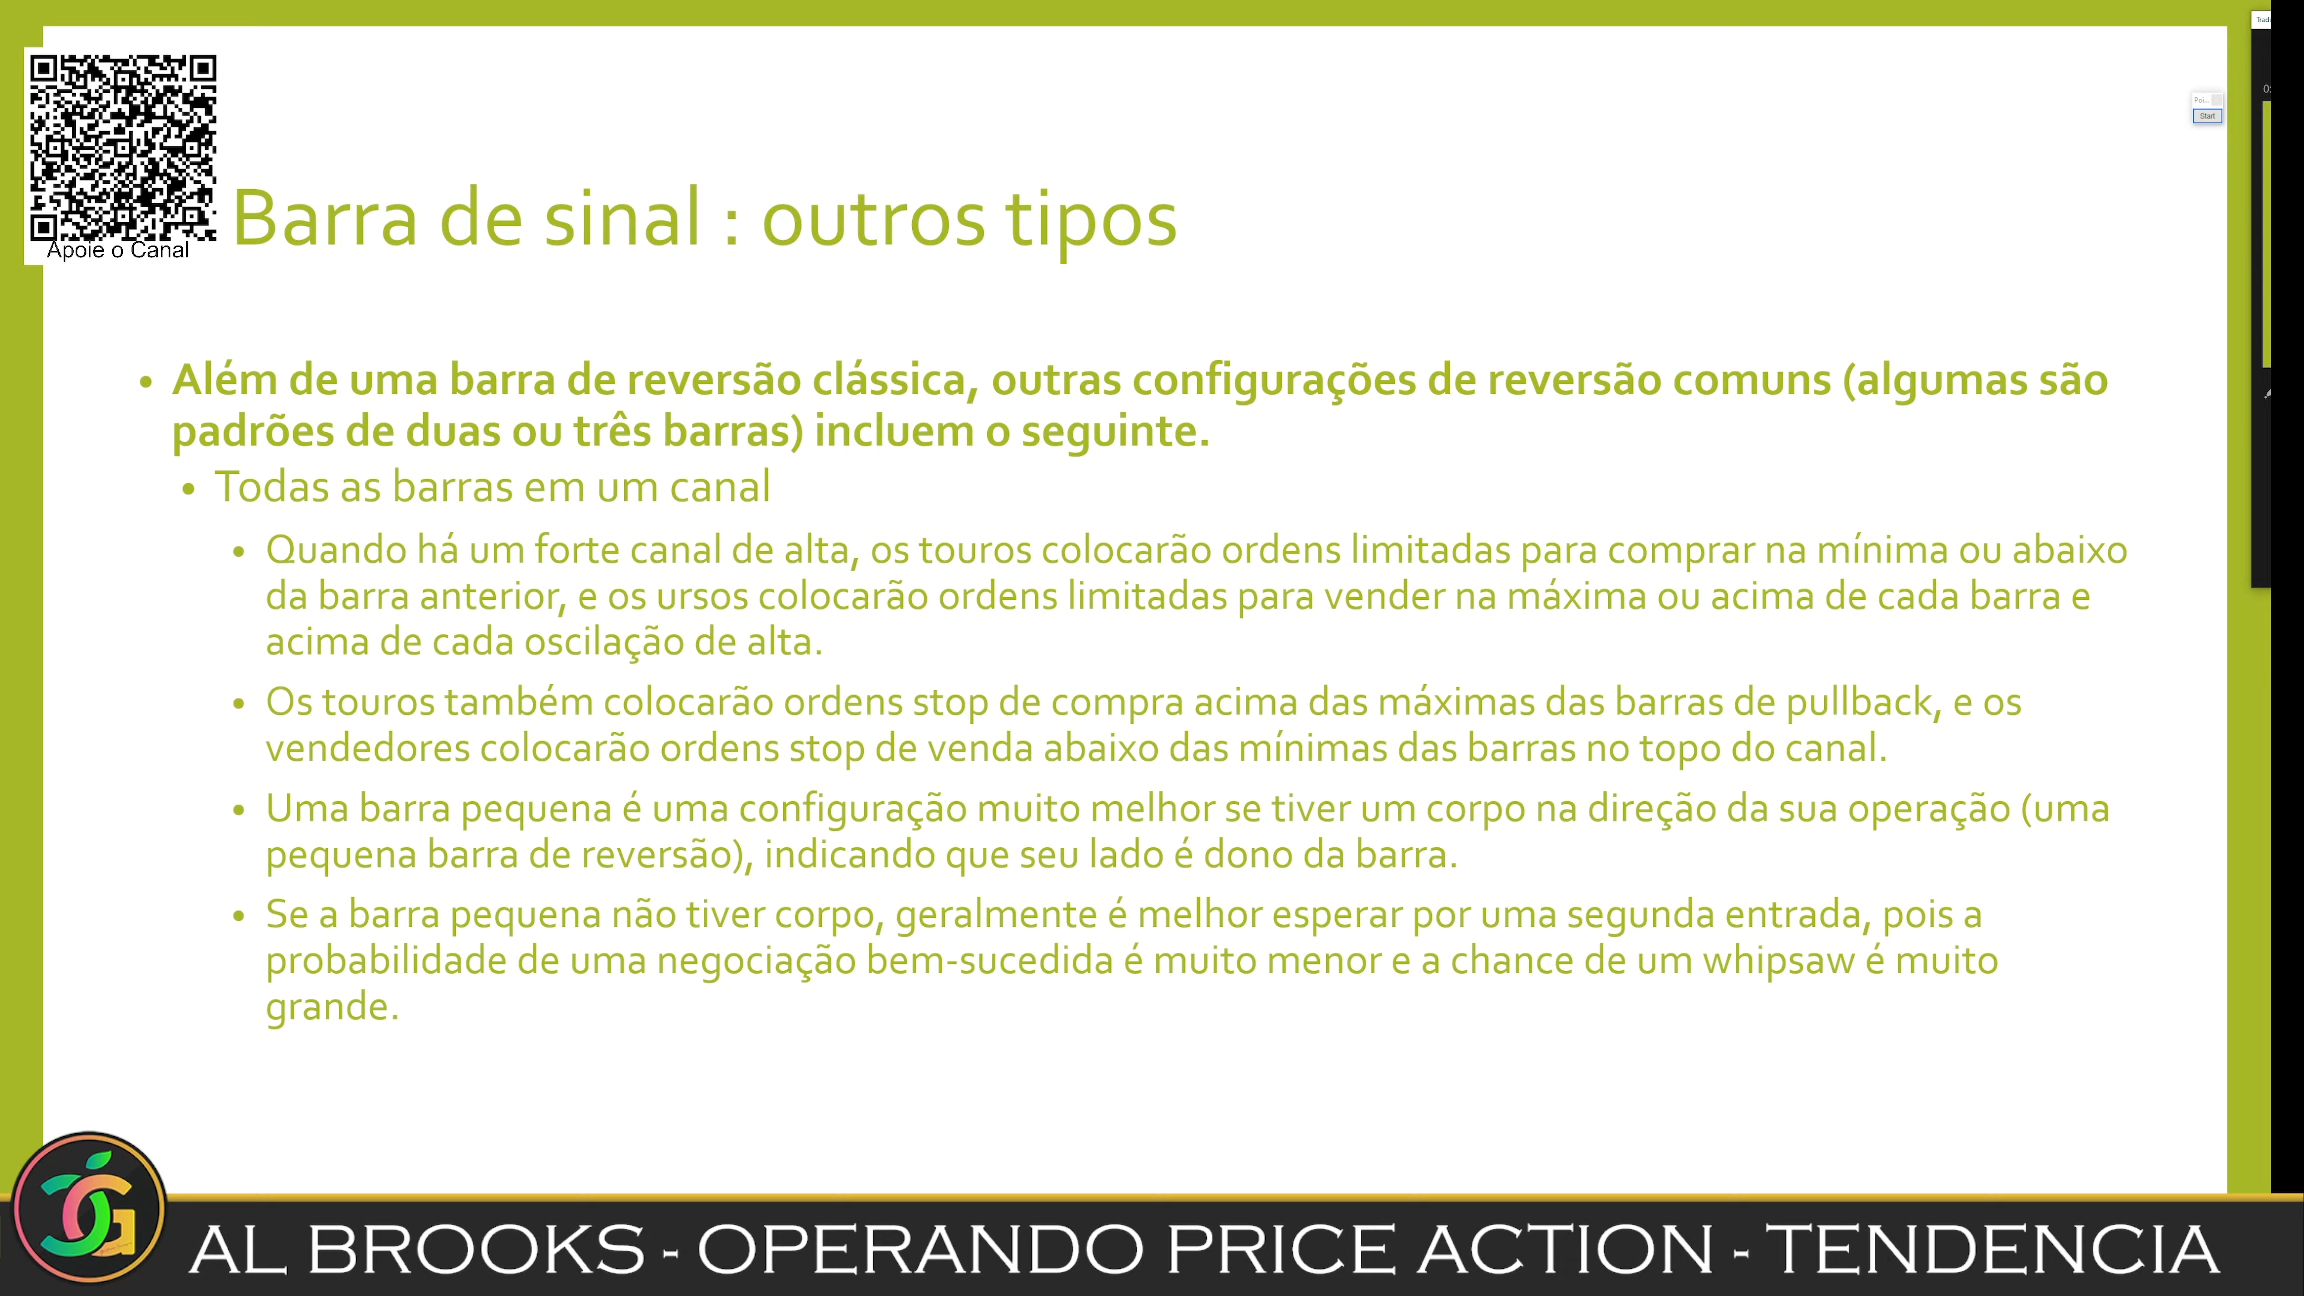 Apoie o Canal
Barra de sinal : outros tipos
• Além de uma barra de reversão clássica, outras configurações de reversão comuns (algumas são
padrões de duas ou três barras) incluem o seguinte.
• Todas as barras em um canal
• Quando há um forte canal de alta, os touros colocarão ordens limitadas para comprar na mínima ou abaixo
da barra anterior, e os ursos colocarão ordens limitadas para vender na máxima ou acima de cada barra e
acima de cada oscilação de alta.
• Os touros também colocarão ordens stop de compra acima das máximas das barras de pullback, e os
vendedores colocarão ordens stop de venda abaixo das mínimas das barras no topo do canal.
• Uma barra pequena é uma configuração muito melhor se tiver um corpo na direção da sua operação (uma
pequena barra de reversão), indicando que seu lado é dono da barra.
• Se a barra pequena não tiver corpo, geralmente é melhor esperar por uma segunda entrada, pois a
probabilidade de uma negociação bem-sucedida é muito menor e a chance de um whipsaw é muito
grande.
Poi...
Start
AL BROOKS - OPERANDO PRICE ACTION - TENDENCIA